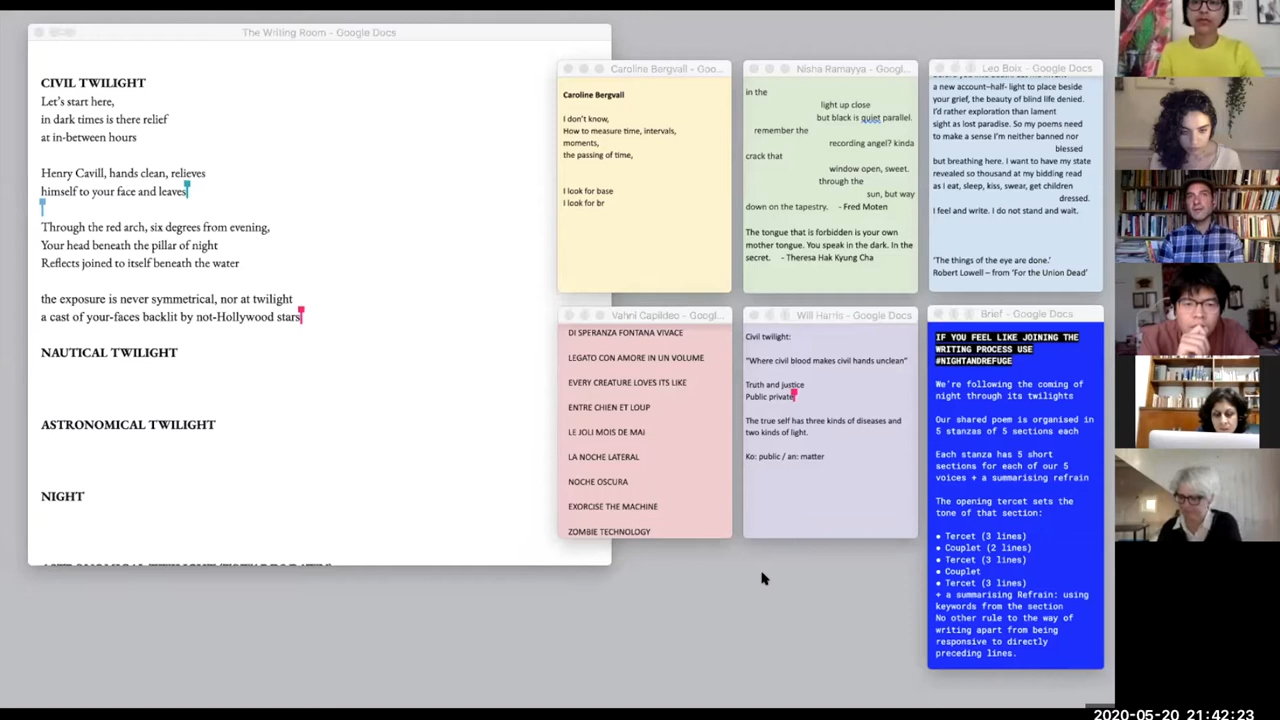 The Writing Room - Google Docs
CIVIL TWILIGHT
Let's start here,
in dark times is there relief
at in-between hours
Henry Cavill, hands clean, relieves
himself to your face and leaves
Through the red arch, six degrees from evening,
Your head beneath the pillar of night
Reflects joined to itself beneath the water
the exposure is never symmetrical, nor at twilight
a cast of your-faces backlit by not-Hollywood stars
NAUTICAL TWILIGHT
ASTRONOMICAL TWILIGHT
NIGHT
Caroline Bergvall - Goo...
Caroline Bergvall
I don't know,
How to measure time, intervals,
moments,
the passing of time,
I look for base
I look for br
Nisha Ramayya - Googl...
in the
light up close
but black is quiet parallel.
remember the
recording angel? kinda
crack that
window open, sweet.
through the
sun, but way
down on the tapestry. - Fred Moten
The tongue that is forbidden is your own
mother tongue. You speak in the dark. In the
secret. - Theresa Hak Kyung Cha
Leo Boix - Google Docs
a new account–half- light to place beside
your grief, the beauty of blind life denied.
I'd rather exploration than lament
sight as lost paradise. So my poems need
to make a sense I'm neither banned nor
blessed
but breathing here. I want to have my state
revealed so thousand at my bidding read
as I eat, sleep, kiss, swear, get children
dressed.
I feel and write. I do not stand and wait.
'The things of the eye are done.'
Robert Lowell – from 'For the Union Dead'
Vahni Capildeo - Googl...
DI SPERANZA FONTANA VIVACE
LEGATO CON AMORE IN UN VOLUME
EVERY CREATURE LOVES ITS LIKE
ENTRE CHIEN ET LOUP
LE JOLI MOIS DE MAI
LA NOCHE LATERAL
NOCHE OSCURA
EXORCISE THE MACHINE
ZOMBIE TECHNOLOGY
Will Harris - Google Docs
Civil twilight:
"Where civil blood makes civil hands unclean"
Truth and justice
Public private
The true self has three kinds of diseases and
two kinds of light.
Ko: public / an: matter
Brief - Google Docs
IF YOU FEEL LIKE JOINING THE
WRITING PROCESS USE
#NIGHTANDREFUGE
We're following the coming of
night through its twilights
Our shared poem is organised in
5 stanzas of 5 sections each
Each stanza has 5 short
sections for each of our 5
voices + a summarising refrain
The opening tercet sets the
tone of that section:
● Tercet (3 lines)
● Couplet (2 lines)
● Tercet (3 lines)
● Couplet
● Tercet (3 lines)
+ a summarising Refrain: using
keywords from the section
No other rule to the way of
writing apart from being
responsive to directly
preceding lines.
2020-05-20 21:42:23